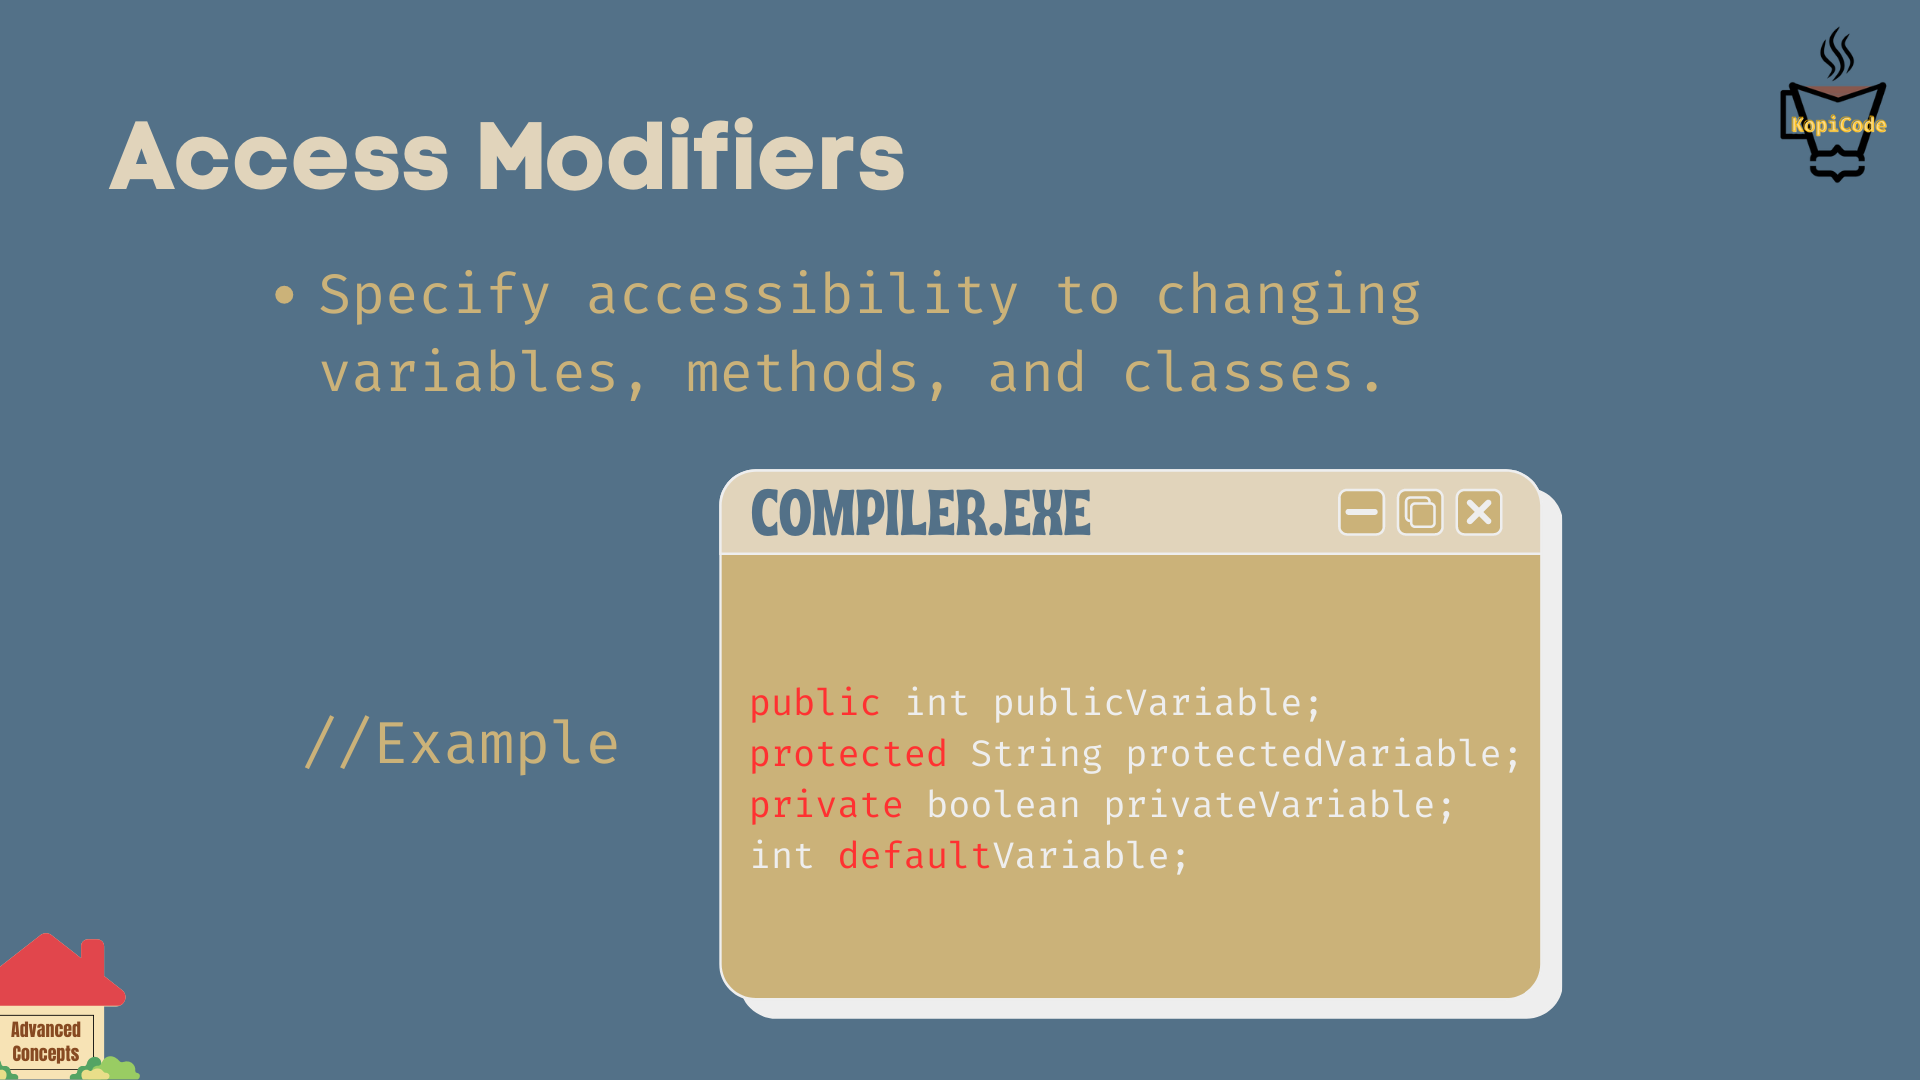 KopiCode
Access Modifiers
• Specify accessibility to changing
variables, methods, and classes.
COMPILER.EXE
//Example
public int publicVariable;
protected String protectedVariable;
private boolean privateVariable;
int defaultVariable;
Advanced
Concepts